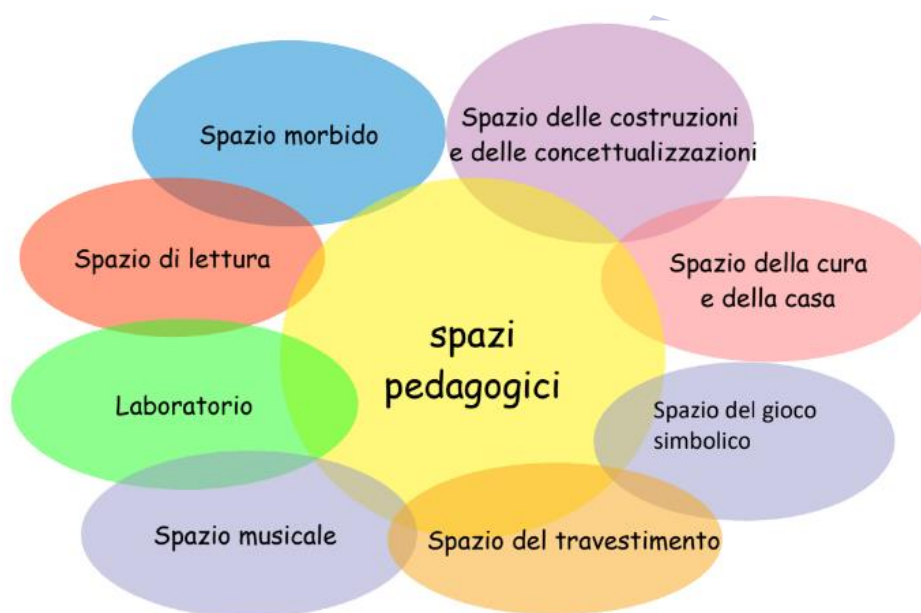 Spazio morbido
Spazio delle costruzioni
e delle concettualizzazioni
Spazio di lettura
Spazio della cura
e della casa
spazi
pedagogici
Laboratorio
Spazio del gioco
simbolico
Spazio musicale
Spazio del travestimento